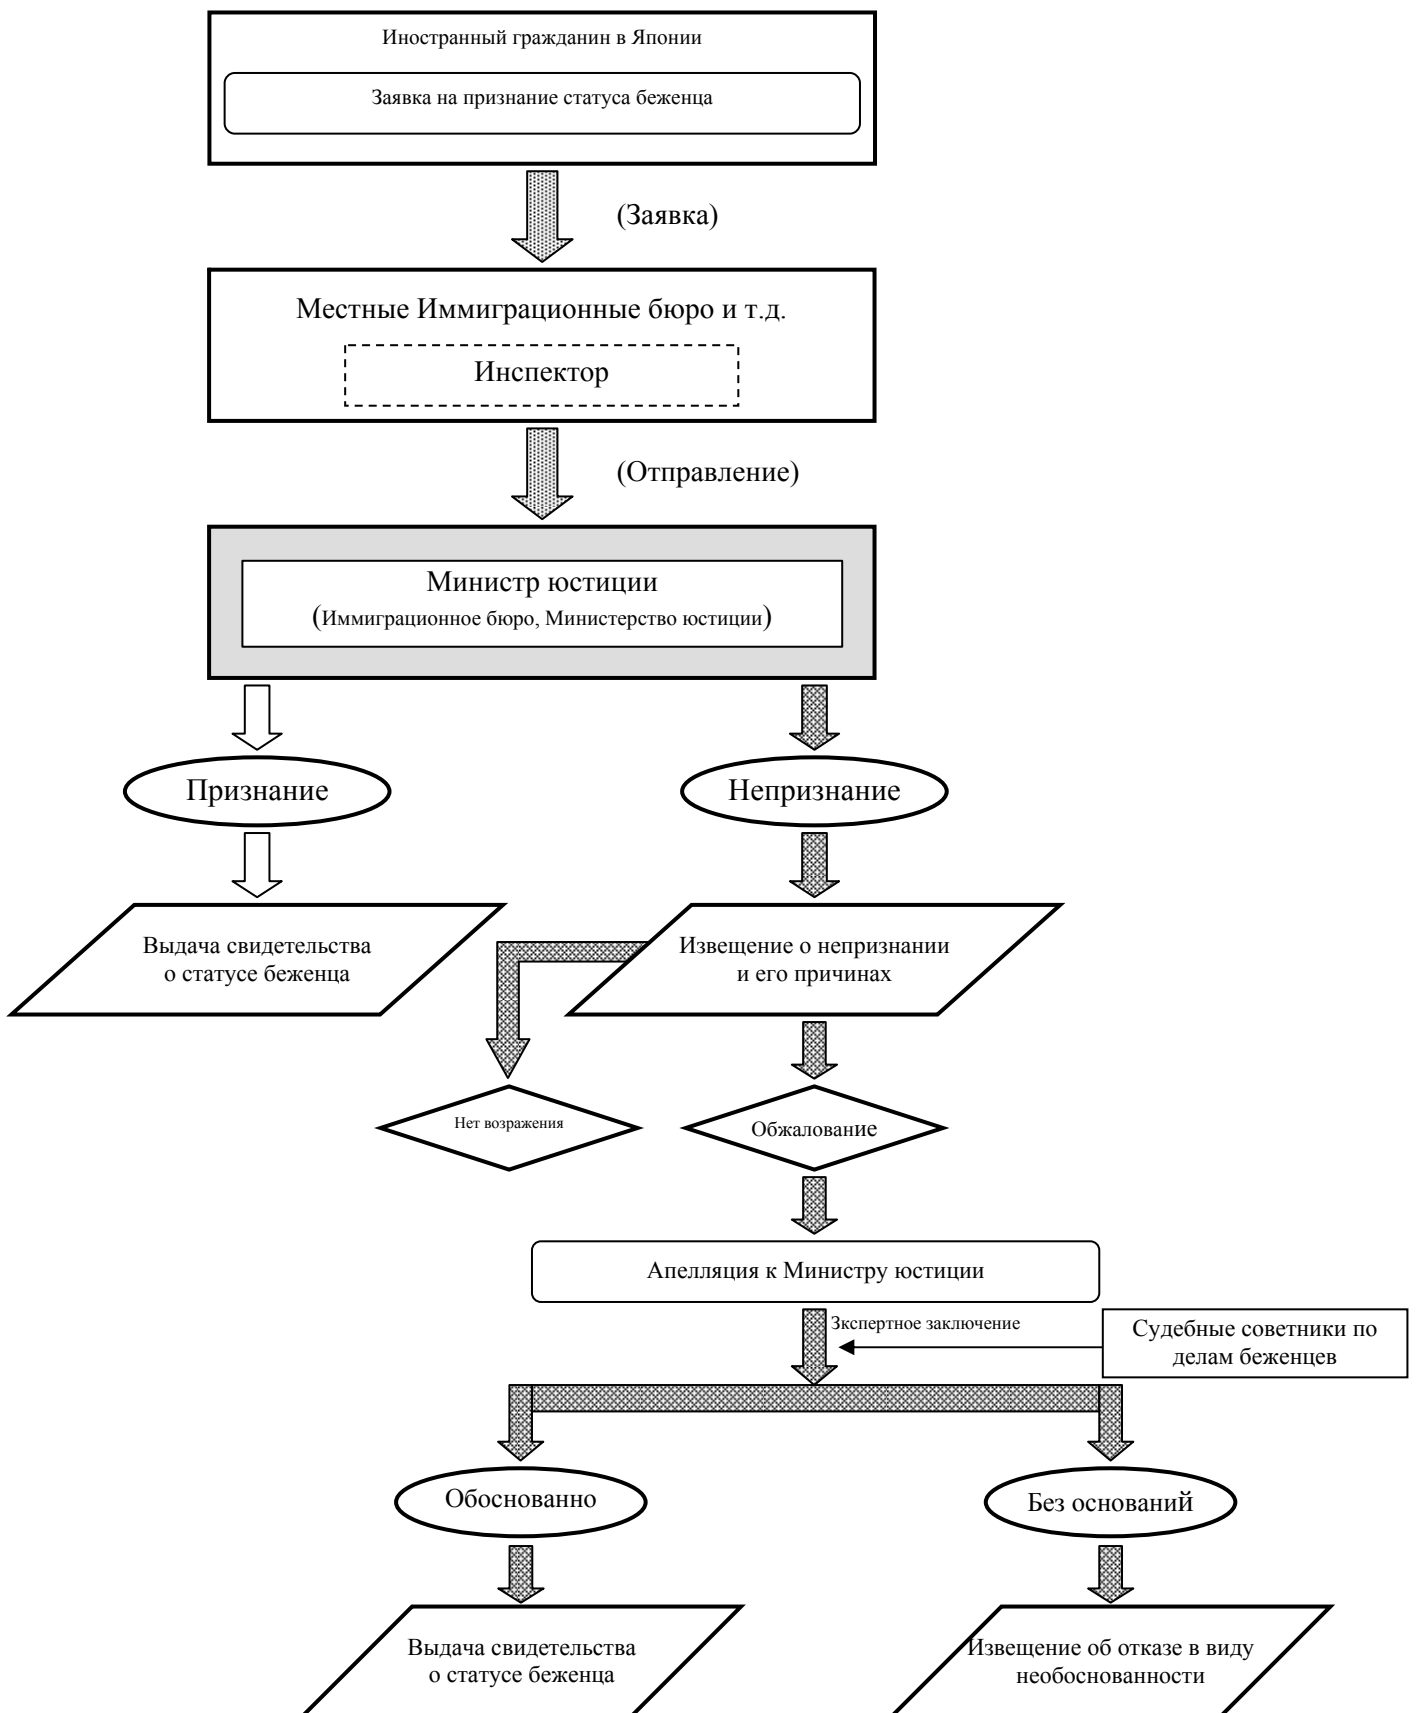 Иностранный гражданин в Японии
Заявка на признание статуса беженца
(Заявка)
Местные Иммиграционные бюро и т.д.
Инспектор
(Отправление)
Министр юстиции
(Иммиграционное бюро, Министерство юстиции)
Признание
Непризнание
Выдача свидетельства
о статусе беженца
Извещение о непризнании
и его причинах
Нет возражения
Обжалование
Апелляция к Министру юстиции
Зкспертное заключение
Судебные советники по
делам беженцев
Обоснованно
Без оснований
Выдача свидетельства
о статусе беженца
Извещение об отказе в виду
необоснованности